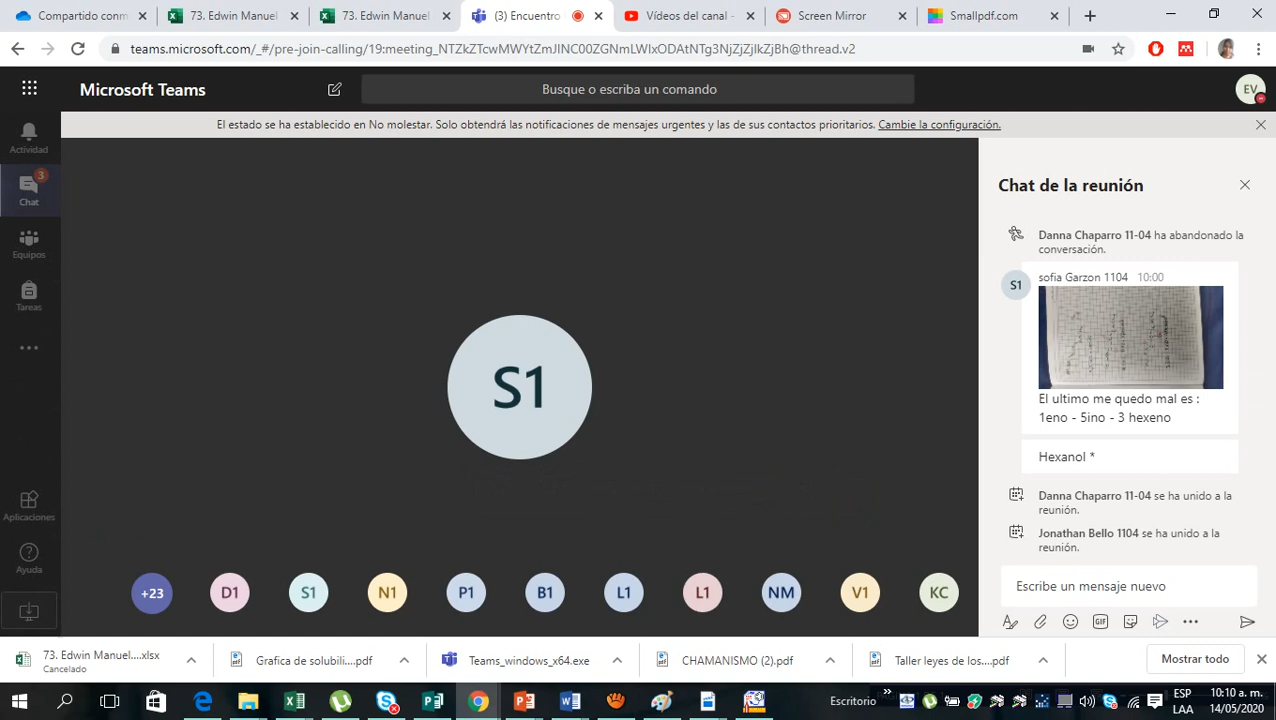 Compartido conm
73. Edwin Manuel
73. Edwin Manuel
(3) Encuentro
Vídeos del canal -
Screen Mirror
Smallpdf.com
teams.microsoft.com/_#/pre-join-calling/19:meeting_NTZkZTcwMWYtZmJlNC00ZGNmLWIxODAtNTg3NjZjZjlkZjBh@thread.v2
Microsoft Teams
Busque o escriba un comando
EV
El estado se ha establecido en No molestar. Solo obtendrá las notificaciones de mensajes urgentes y las de sus contactos prioritarios. Cambie la configuración.
Actividad
3
Chat
Equipos
Tareas
Aplicaciones
Ayuda
S1
+23
D1
S1
N1
P1
B1
L1
L1
NM
V1
KC
Chat de la reunión
Danna Chaparro 11-04 ha abandonado la
conversación.
S1
sofia Garzon 1104 10:00
El ultimo me quedo mal es :
1eno - 5ino - 3 hexeno
Hexanol *
Danna Chaparro 11-04 se ha unido a la
reunión.
Jonathan Bello 1104 se ha unido a la
reunión.
Escribe un mensaje nuevo
GIF
73. Edwin Manuel....xlsx
Cancelado
Grafica de solubili....pdf
Teams_windows_x64.exe
CHAMANISMO (2).pdf
Taller leyes de los....pdf
Mostrar todo
Escritorio
ESP
LAA
10:10 a. m.
14/05/2020